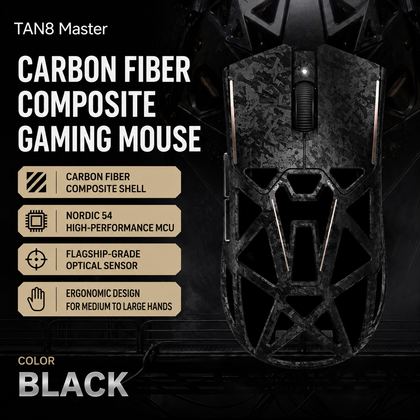 TAN8 Master
CARBON FIBER
COMPOSITE
GAMING MOUSE
CARBON FIBER
COMPOSITE SHELL
NORDIC 54
HIGH-PERFORMANCE MCU
FLAGSHIP-GRADE
OPTICAL SENSOR
ERGONOMIC DESIGN
FOR MEDIUM TO LARGE HANDS
COLOR
BLACK